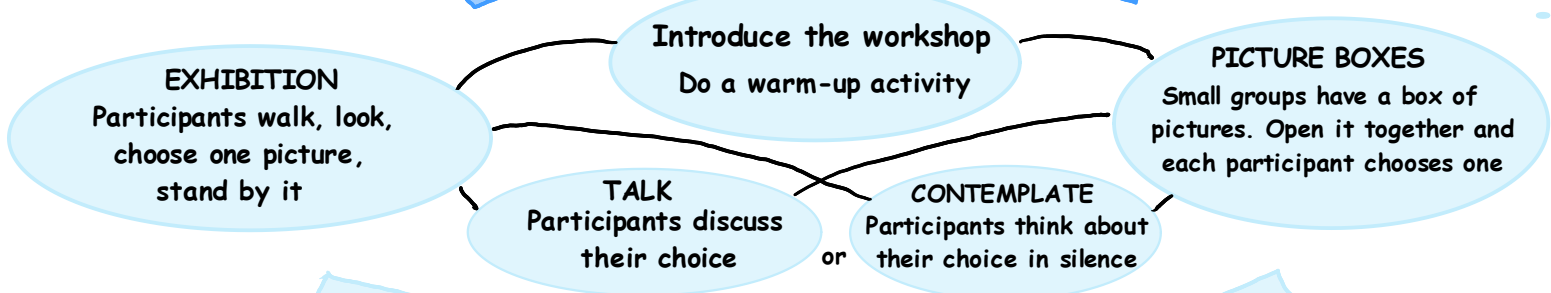 Introduce the workshop
Do a warm-up activity
EXHIBITION
Participants walk, look,
choose one picture,
stand by it
PICTURE BOXES
Small groups have a box of
pictures. Open it together and
each participant chooses one
TALK
Participants discuss
their choice
or
CONTEMPLATE
Participants think about
their choice in silence